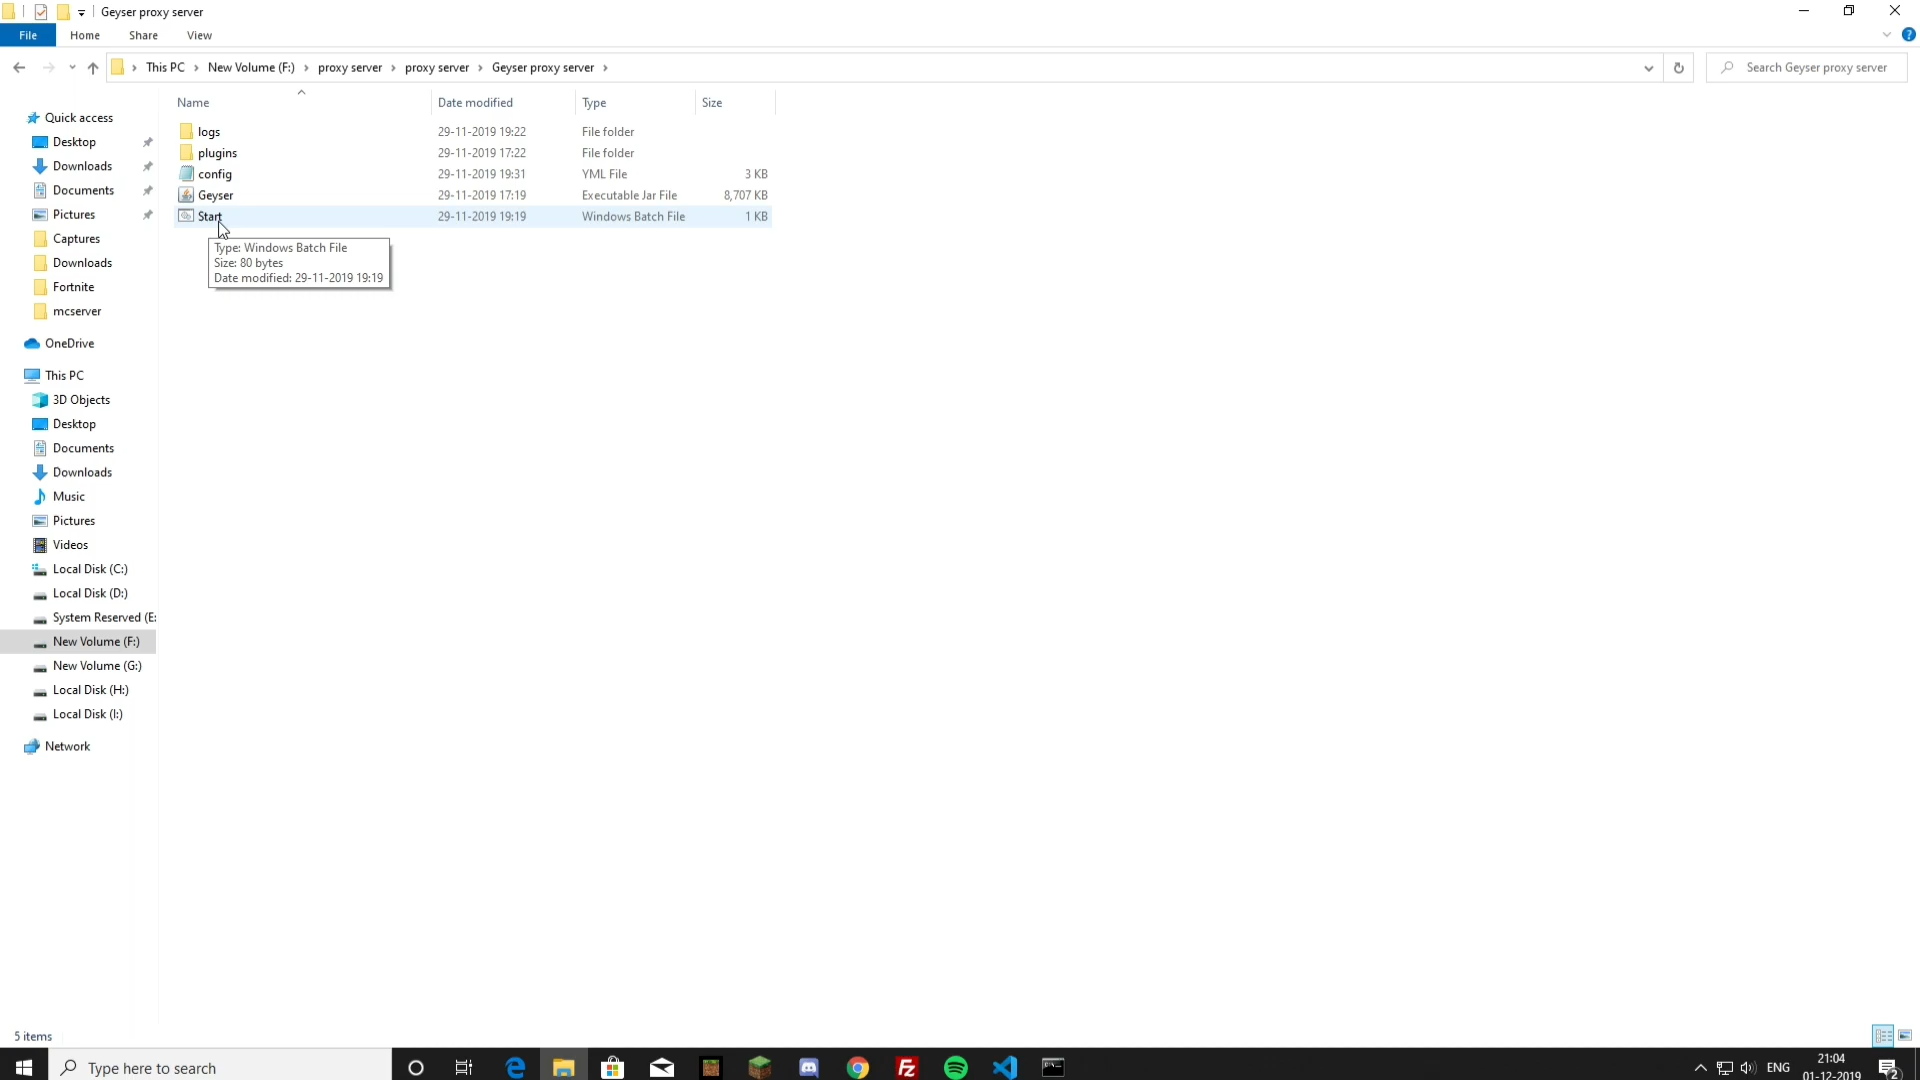 Geyser proxy server
File Home Share View
This PC New Volume (F:) proxy server proxy server Geyser proxy server
Search Geyser proxy server
Name Date modified Type Size
logs 29-11-2019 19:22 File folder
plugins 29-11-2019 17:22 File folder
config 29-11-2019 19:31 YML File 3 KB
Geyser 29-11-2019 17:19 Executable Jar File 8,707 KB
Start 29-11-2019 19:19 Windows Batch File 1 KB
Type: Windows Batch File
Size: 80 bytes
Date modified: 29-11-2019 19:19
Quick access
Desktop
Downloads
Documents
Pictures
Captures
Downloads
Fortnite
mcserver
OneDrive
This PC
3D Objects
Desktop
Documents
Downloads
Music
Pictures
Videos
Local Disk (C:)
Local Disk (D:)
System Reserved (E:
New Volume (F:)
New Volume (G:)
Local Disk (H:)
Local Disk (I:)
Network
5 items
Type here to search
ENG
21:04
01-12-2019
2